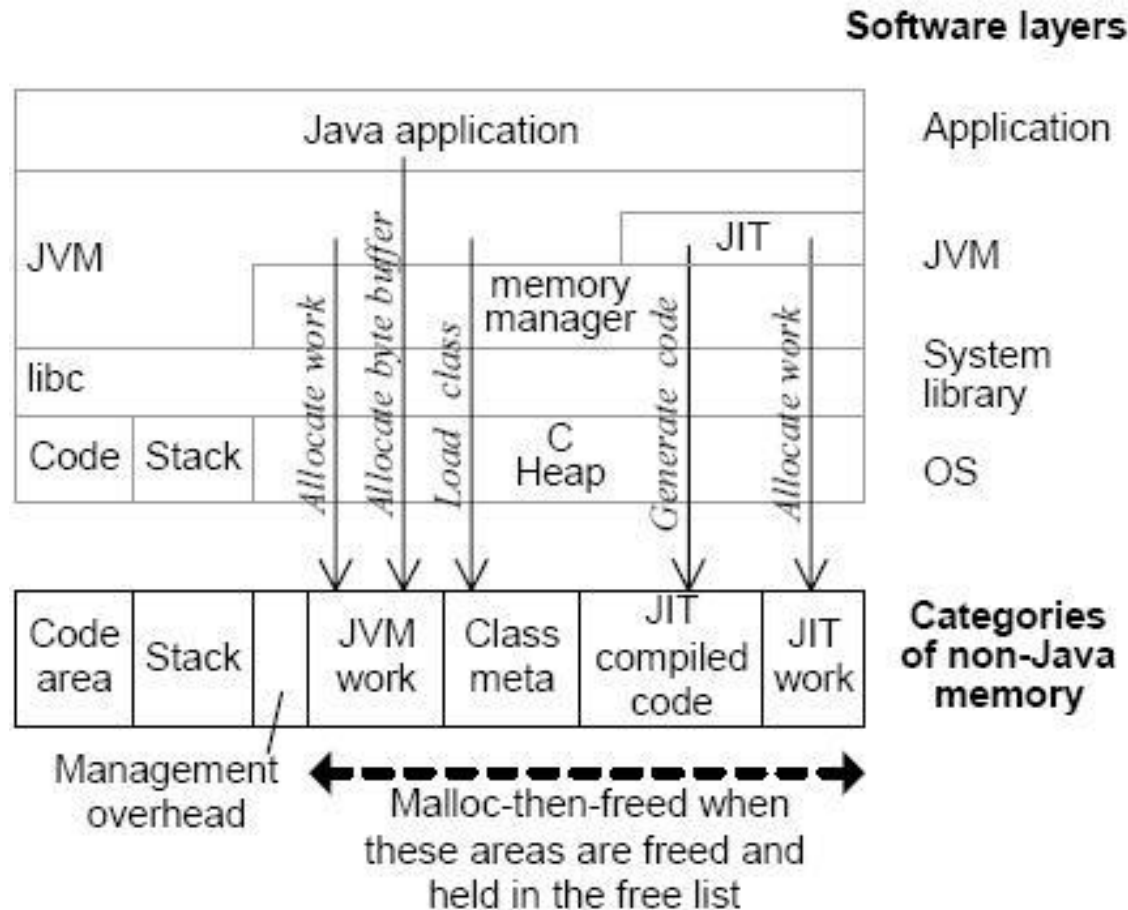 Software layers
Java application
Application
JVM
JIT
JVM
memory
manager
libc
System
library
Code
Stack
C
Heap
OS
Allocate work
Allocate byte buffer
Load class
Generate code
Allocate work
Code
area
Stack
JVM
work
Class
meta
JIT
compiled
code
JIT
work
Categories
of non-Java
memory
Management
overhead
Malloc-then-freed when
these areas are freed and
held in the free list